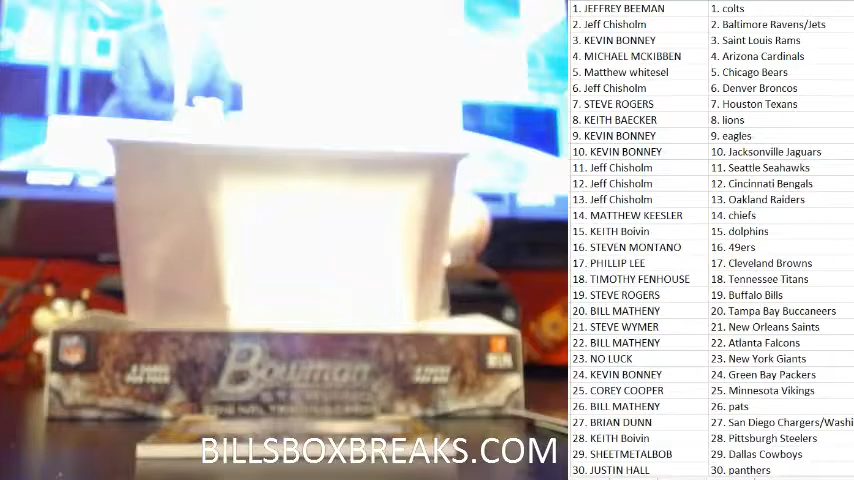 1. JEFFREY BEEMAN 1. colts
2. Jeff Chisholm 2. Baltimore Ravens/Jets
3. KEVIN BONNEY 3. Saint Louis Rams
4. MICHAEL MCKIBBEN 4. Arizona Cardinals
5. Matthew whitesel 5. Chicago Bears
6. Jeff Chisholm 6. Denver Broncos
7. STEVE ROGERS 7. Houston Texans
8. KEITH BAECKER 8. lions
9. KEVIN BONNEY 9. eagles
10. KEVIN BONNEY 10. Jacksonville Jaguars
11. Jeff Chisholm 11. Seattle Seahawks
12. Jeff Chisholm 12. Cincinnati Bengals
13. Jeff Chisholm 13. Oakland Raiders
14. MATTHEW KEESLER 14. chiefs
15. KEITH Boivin 15. dolphins
16. STEVEN MONTANO 16. 49ers
17. PHILLIP LEE 17. Cleveland Browns
18. TIMOTHY FENHOUSE 18. Tennessee Titans
19. STEVE ROGERS 19. Buffalo Bills
20. BILL MATHENY 20. Tampa Bay Buccaneers
21. STEVE WYMER 21. New Orleans Saints
22. BILL MATHENY 22. Atlanta Falcons
23. NO LUCK 23. New York Giants
24. KEVIN BONNEY 24. Green Bay Packers
25. COREY COOPER 25. Minnesota Vikings
26. BILL MATHENY 26. pats
27. BRIAN DUNN 27. San Diego Chargers/Washi
28. KEITH Boivin 28. Pittsburgh Steelers
29. SHEETMETALBOB 29. Dallas Cowboys
30. JUSTIN HALL 30. panthers
NFL
Bowman
BILLSBOXBREAKS.COM